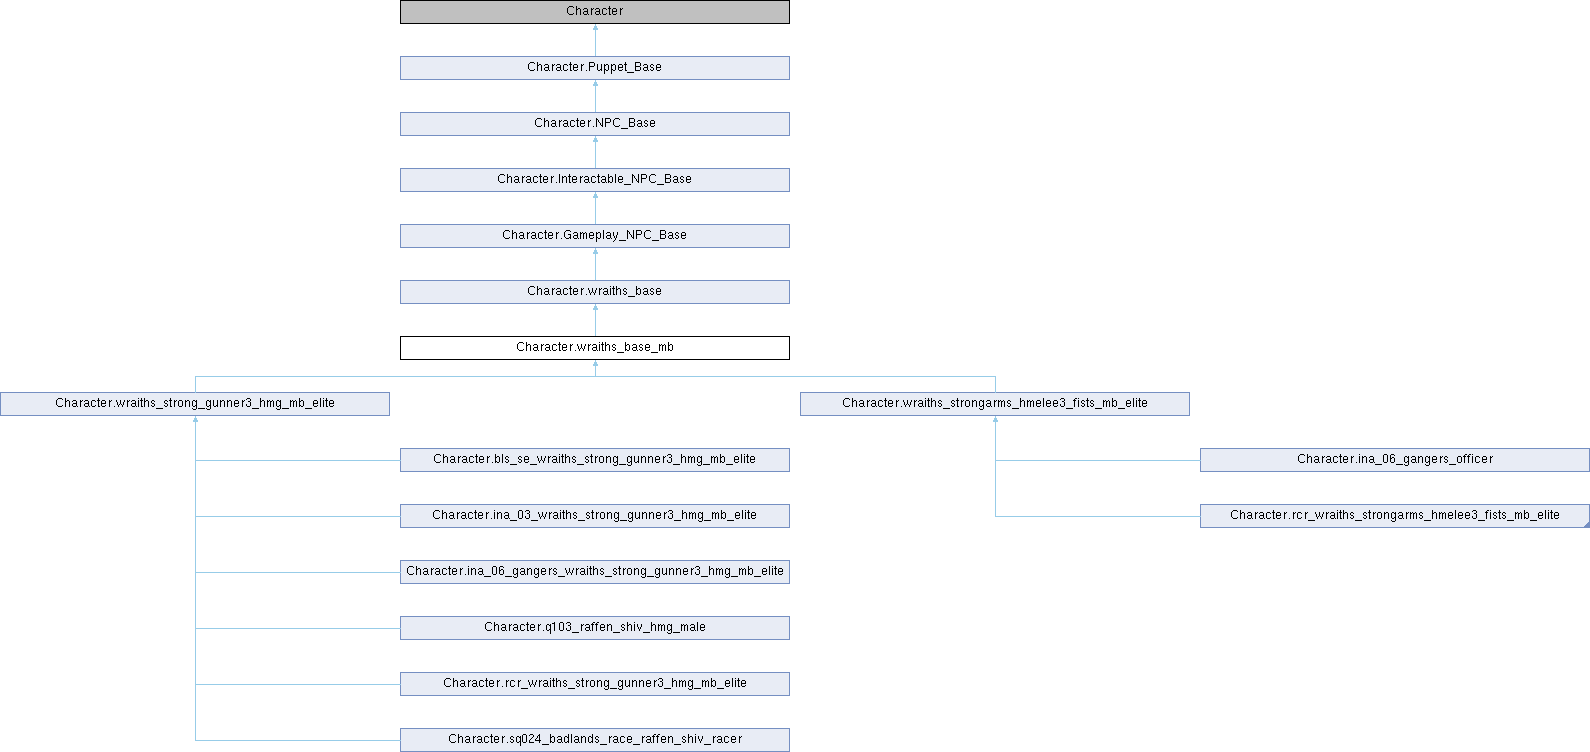 Character
Character.Puppet_Base
Character.NPC_Base
Character.Interactable_NPC_Base
Character.Gameplay_NPC_Base
Character.wraiths_base
Character.wraiths_base_mb
Character.wraiths_strong_gunner3_hmg_mb_elite
Character.wraiths_strongarms_hmelee3_fists_mb_elite
Character.bls_se_wraiths_strong_gunner3_hmg_mb_elite
Character.ina_06_gangers_officer
Character.ina_03_wraiths_strong_gunner3_hmg_mb_elite
Character.rcr_wraiths_strongarms_hmelee3_fists_mb_elite
Character.ina_06_gangers_wraiths_strong_gunner3_hmg_mb_elite
Character.q103_raffen_shiv_hmg_male
Character.rcr_wraiths_strong_gunner3_hmg_mb_elite
Character.sq024_badlands_race_raffen_shiv_racer